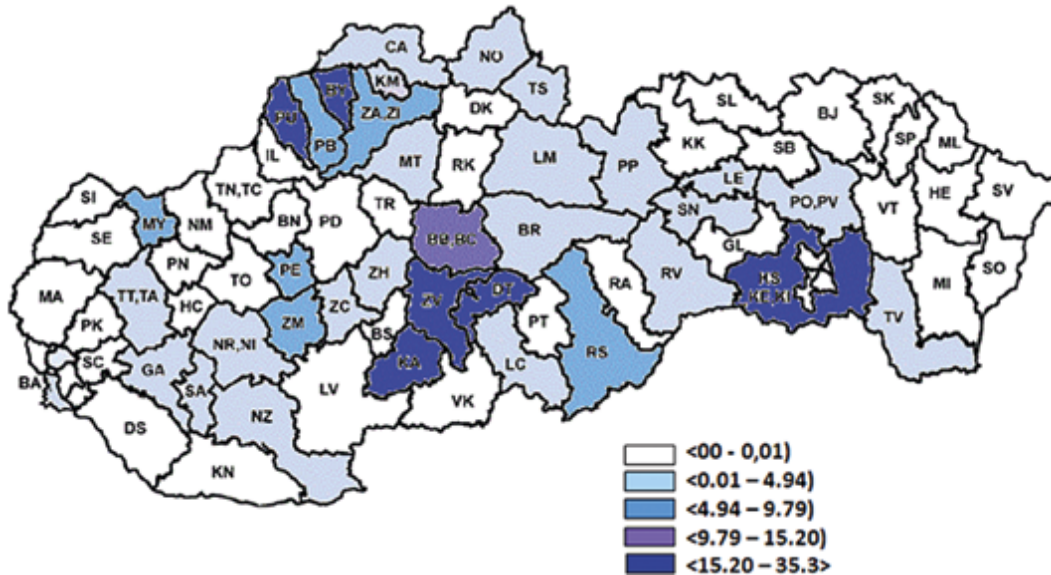 CA
NO
KM
TS
BY
PU
ZA,ZI
DK
SL
SK
BJ
PB
IL
MT
RK
LM
PP
KK
SB
SP
ML
TN,TC
LE
HE
SV
SI
MY
NM
BN
PD
TR
SN
PO,PV
VT
SE
BB,BC
BR
GL
PN
TO
PE
ZH
RA
RV
KS
,KE,KI
SO
MI
MA
TT,TA
HC
ZM
ZC
ZV
DT
PT
TV
PK
NR,NI
BS
SC
GA
KA
LC
RS
BA
SA
NZ
LV
VK
DS
KN
<00 - 0,01)
<0.01 – 4.94)
<4.94 – 9.79)
<9.79 – 15.20)
<15.20 – 35.3>